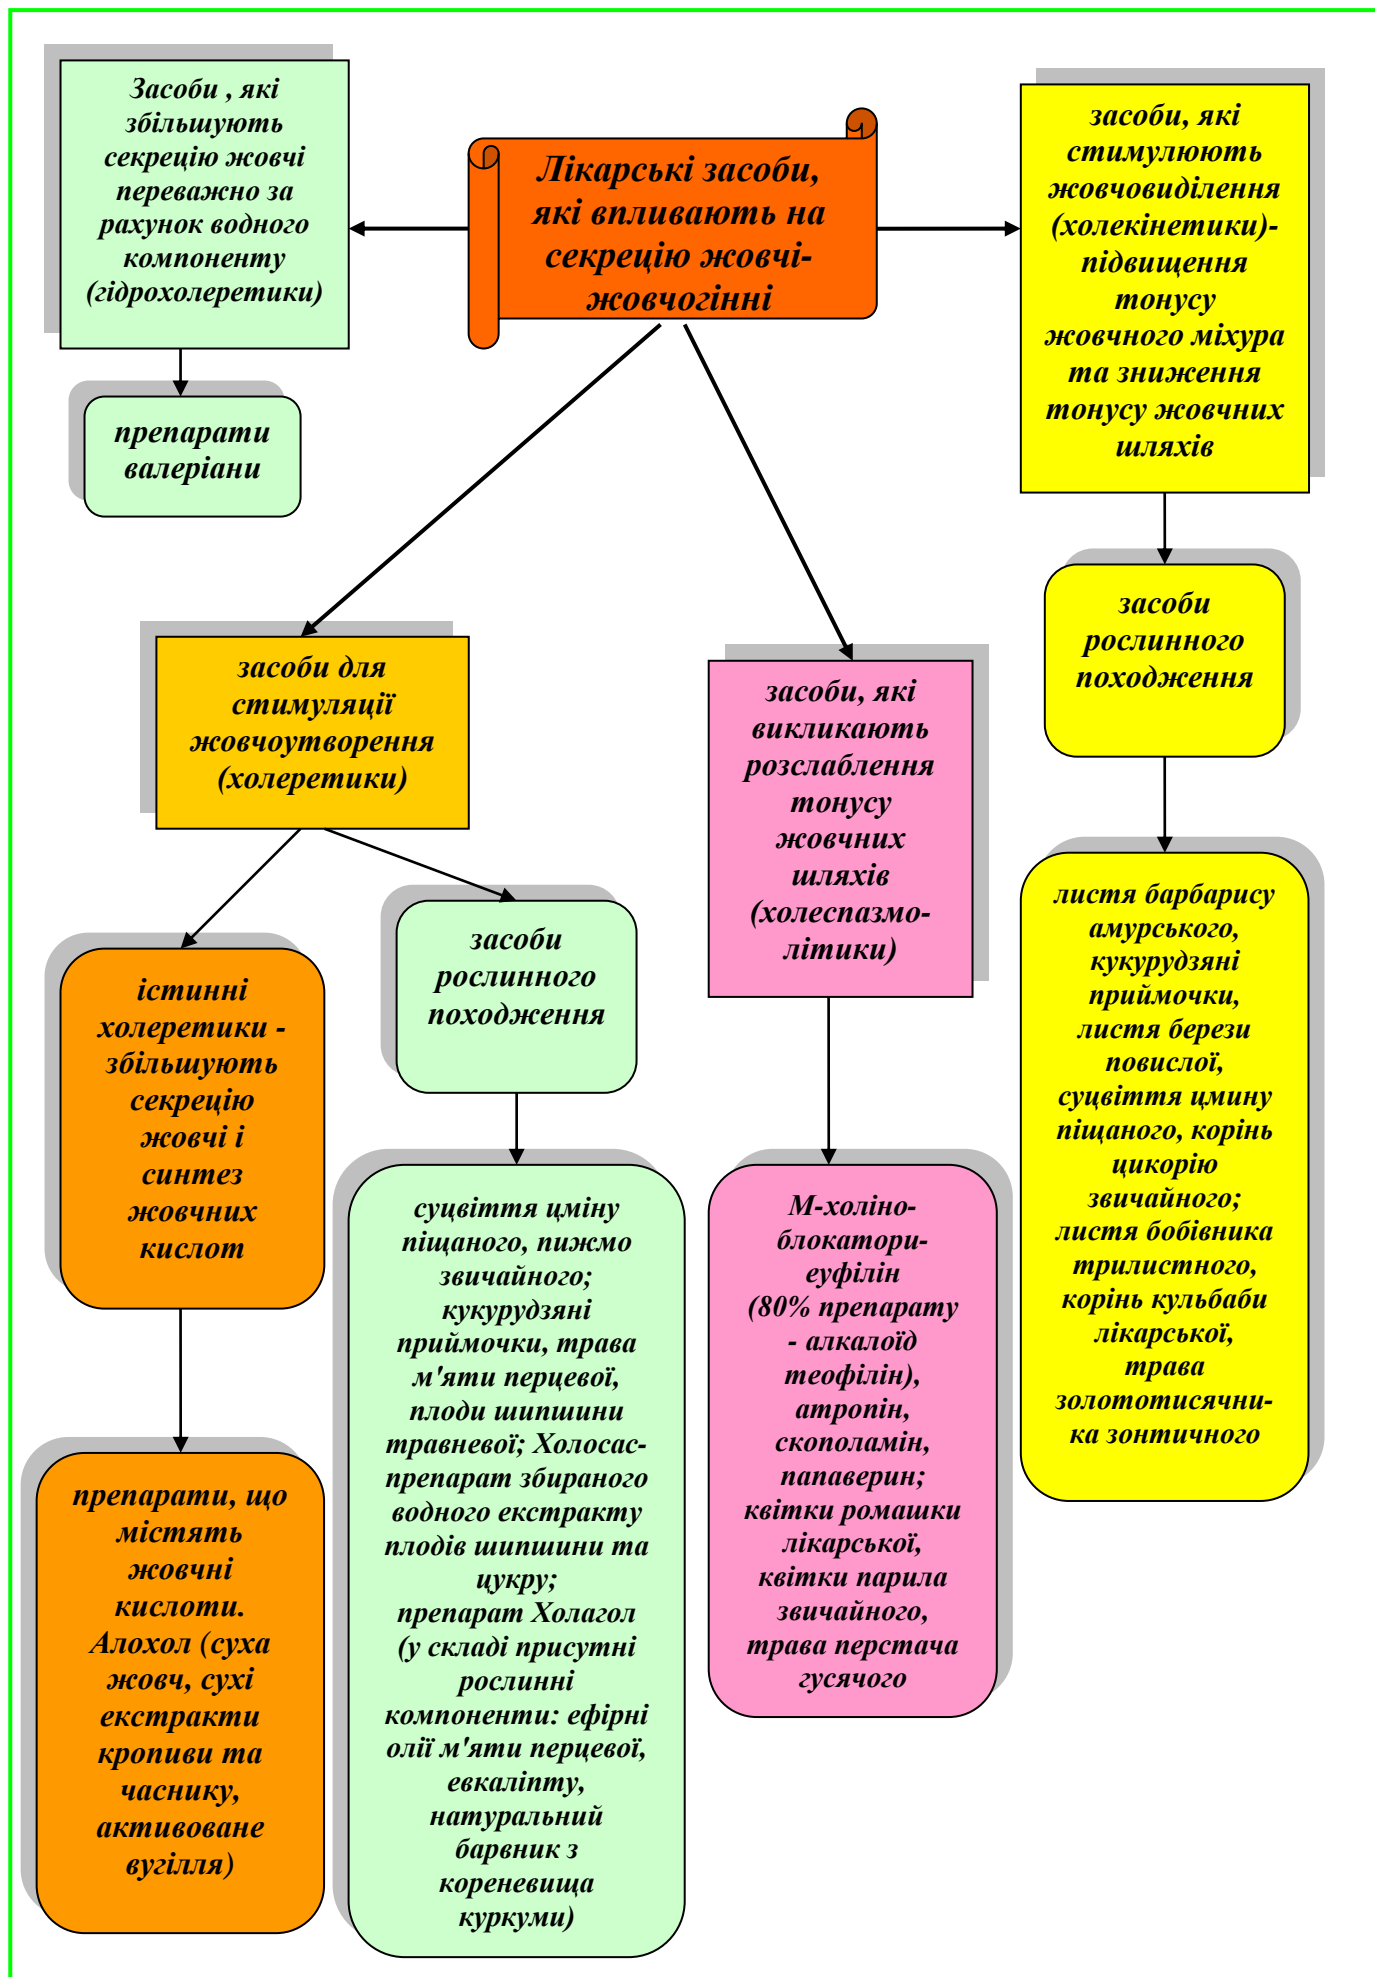 Засоби , які
збільшують
секрецію жовчі
переважно за
рахунок водного
компоненту
(гідрохолеретики)
препарати
валеріани
Лікарські засоби,
які впливають на
секрецію жовчі-
жовчогінні
засоби, які
стимулюють
жовчовиділення
(холекінетики)-
підвищення
тонусу
жовчного міхура
та зниження
тонусу жовчних
шляхів
засоби
рослинного
походження
листя барбарису
амурського,
кукурудзяні
приймочки,
листя берези
повислої,
суцвіття цмину
піщаного, корінь
цикорію
звичайного;
листя бобівника
трилистного,
корінь кульбаби
лікарської,
трава
золототисячни-
ка зонтичного
засоби для
стимуляції
жовчоутворення
(холеретики)
істинні
холеретики -
збільшують
секрецію
жовчі і
синтез
жовчних
кислот
препарати, що
містять
жовчні
кислоти.
Алохол (суха
жовч, сухі
екстракти
кропиви та
часнику,
активоване
вугілля)
засоби
рослинного
походження
суцвіття цміну
піщаного, пижмо
звичайного;
кукурудзяні
приймочки, трава
м'яти перцевої,
плоди шипшини
травневої; Холосас-
препарат збираного
водного екстракту
плодів шипшини та
цукру;
препарат Холагол
(у складі присутні
рослинні
компоненти: ефірні
олії м'яти перцевої,
евкаліпту,
натуральний
барвник з
кореневища
куркуми)
засоби, які
викликають
розслаблення
тонусу
жовчних
шляхів
(холеспазмо-
літики)
М-холіно-
блокатори-
еуфілін
(80% препарату
- алкалоїд
теофілін),
атропін,
скополамін,
папаверин;
квітки ромашки
лікарської,
квітки парила
звичайного,
трава перстача
гусячого